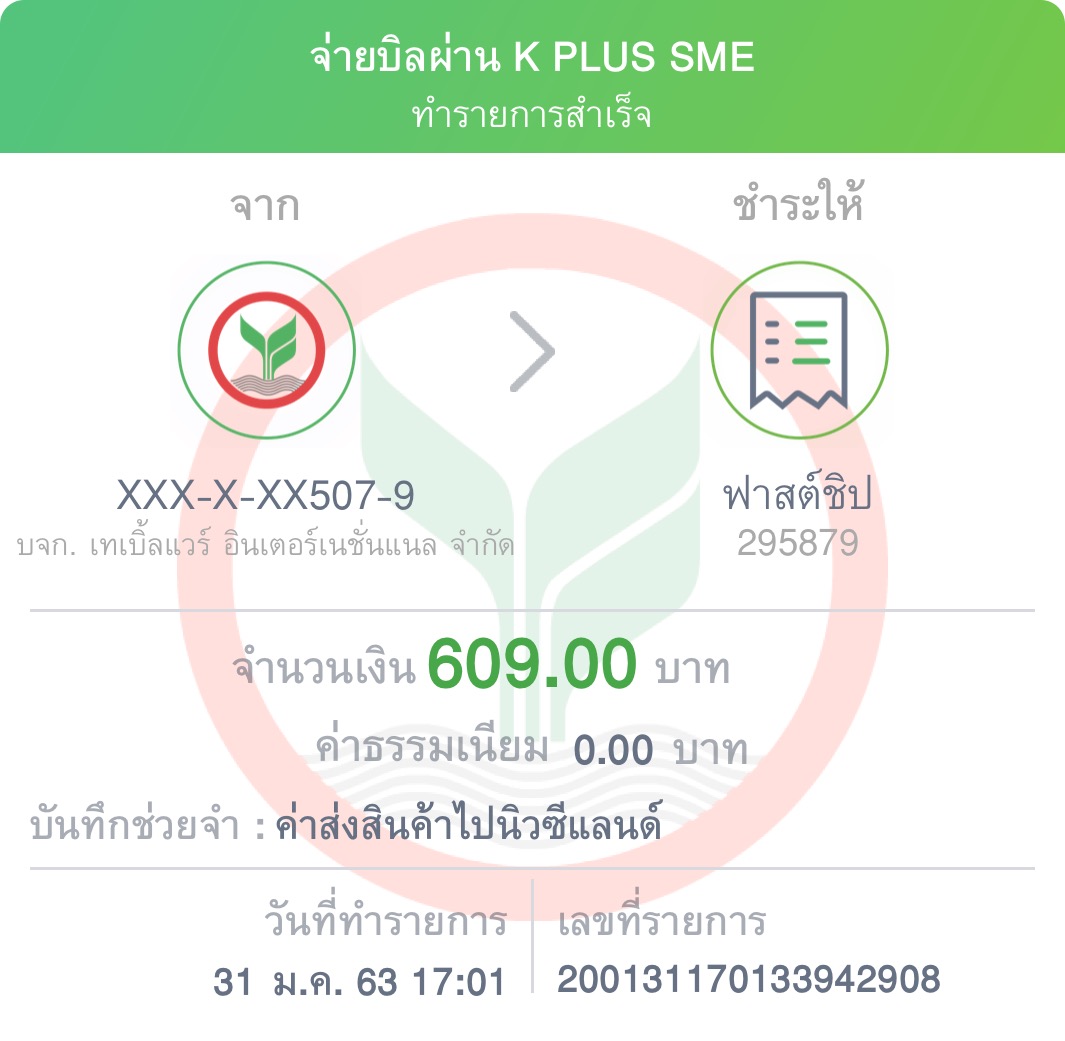 จ่ายบิลผ่าน K PLUS SME
ทำรายการสำเร็จ
จาก
ชำระให้
XXX-X-XX507-9
ฟาสต์ชิป
บจก. เทเบิ้ลแวร์ อินเตอร์เนชั่นแนล จำกัด
295879
จำนวนเงิน 609.00 บาท
ค่าธรรมเนียม 0.00 บาท
บันทึกช่วยจำ : ค่าส่งสินค้าไปนิวซีแลนด์
วันที่ทำรายการ
เลขที่รายการ
31 ม.ค. 63 17:01
200131170133942908